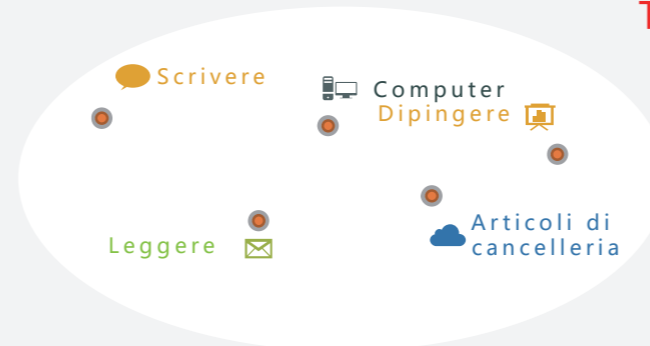 T
Scrivere
Computer
Dipingere
Leggere
Articoli di
cancelleria